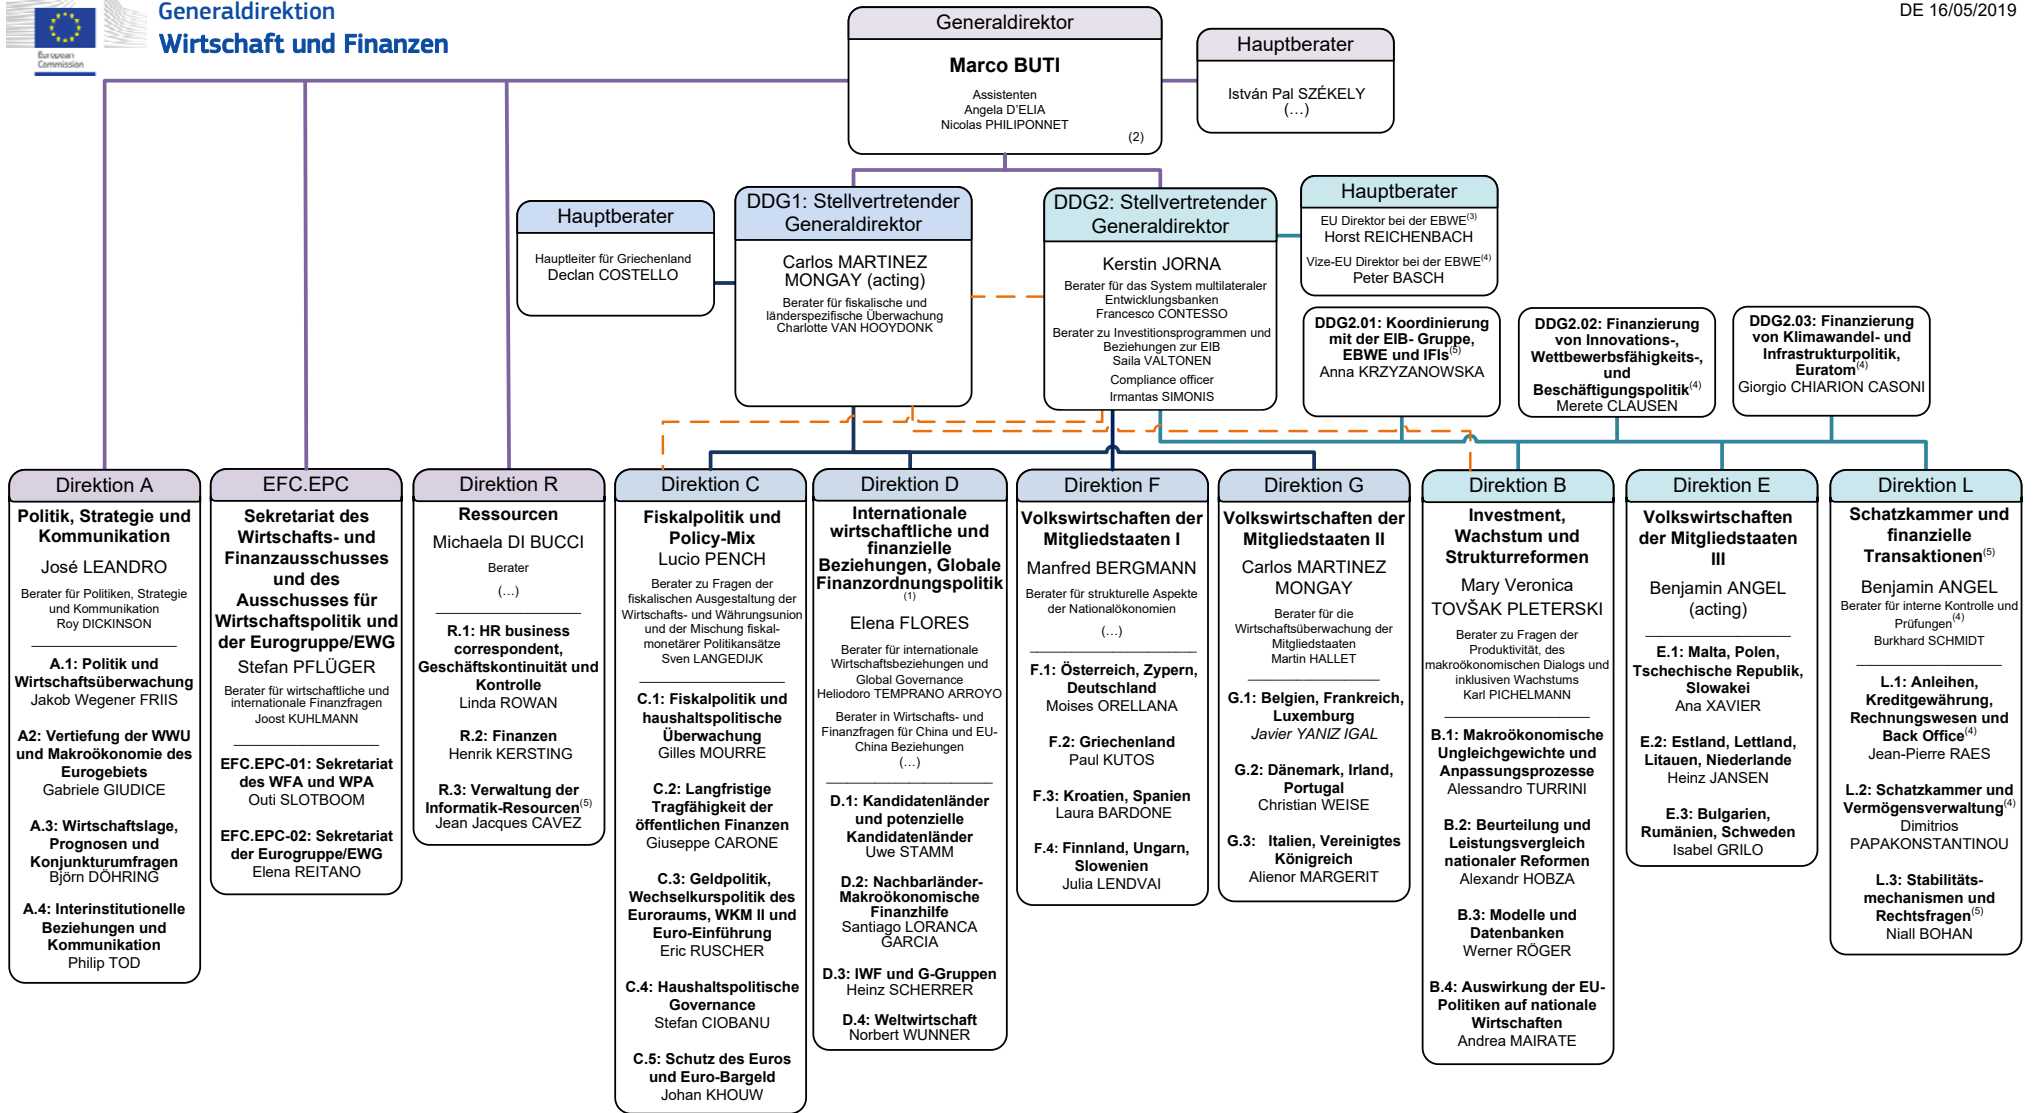 European
Commission
Generaldirektion
Wirtschaft und Finanzen
DE 16/05/2019
Generaldirektor
Marco BUTI
Assistenten
Angela D'ELIA
Nicolas PHILIPONNET
(2)
Hauptberater
István Pal SZÉKELY
(…)
Hauptberater
Hauptleiter für Griechenland
Declan COSTELLO
DDG1: Stellvertretender
Generaldirektor
Carlos MARTINEZ
MONGAY (acting)
Berater für fiskalische und
länderspezifische Überwachung
Charlotte VAN HOOYDONK
DDG2: Stellvertretender
Generaldirektor
Kerstin JORNA
Berater für das System multilateraler
Entwicklungsbanken
Francesco CONTESSO
Berater zu Investitionsprogrammen und
Beziehungen zur EIB
Saila VALTONEN
Compliance officer
Irmantas SIMONIS
Hauptberater
EU Direktor bei der EBWE(3)
Horst REICHENBACH
Vize-EU Direktor bei der EBWE(4)
Peter BASCH
DDG2.01: Koordinierung
mit der EIB- Gruppe,
EBWE und IFIs(5)
Anna KRZYZANOWSKA
DDG2.02: Finanzierung
von Innovations-,
Wettbewerbsfähigkeits-,
und
Beschäftigungspolitik(4)
Merete CLAUSEN
DDG2.03: Finanzierung
von Klimawandel- und
Infrastrukturpolitik,
Euratom(4)
Giorgio CHIARION CASONI
Direktion A
Politik, Strategie und
Kommunikation
José LEANDRO
Berater für Politiken, Strategie
und Kommunikation
Roy DICKINSON
A.1: Politik und
Wirtschaftsüberwachung
Jakob Wegener FRIIS
A2: Vertiefung der WWU
und Makroökonomie des
Eurogebiets
Gabriele GIUDICE
A.3: Wirtschaftslage,
Prognosen und
Konjunkturumfragen
Björn DÖHRING
A.4: Interinstitutionelle
Beziehungen und
Kommunikation
Philip TOD
EFC.EPC
Sekretariat des
Wirtschafts- und
Finanzausschusses
und des
Ausschusses für
Wirtschaftspolitik und
der Eurogruppe/EWG
Stefan PFLÜGER
Berater für wirtschaftliche und
internationale Finanzfragen
Joost KUHLMANN
EFC.EPC-01: Sekretariat
des WFA und WPA
Outi SLOTBOOM
EFC.EPC-02: Sekretariat
der Eurogruppe/EWG
Elena REITANO
Direktion R
Ressourcen
Michaela DI BUCCI
Berater
(…)
R.1: HR business
correspondent,
Geschäftskontinuität und
Kontrolle
Linda ROWAN
R.2: Finanzen
Henrik KERSTING
R.3: Verwaltung der
Informatik-Resourcen(5)
Jean Jacques CAVEZ
Direktion C
Fiskalpolitik und
Policy-Mix
Lucio PENCH
Berater zu Fragen der
fiskalischen Ausgestaltung der
Wirtschafts- und Währungsunion
und der Mischung fiskal-
monetärer Politikansätze
Sven LANGEDIJK
C.1: Fiskalpolitik und
haushaltspolitische
Überwachung
Gilles MOURRE
C.2: Langfristige
Tragfähigkeit der
öffentlichen Finanzen
Giuseppe CARONE
C.3: Geldpolitik,
Wechselkurspolitik des
Euroraums, WKM II und
Euro-Einführung
Eric RUSCHER
C.4: Haushaltspolitische
Governance
Stefan CIOBANU
C.5: Schutz des Euros
und Euro-Bargeld
Johan KHOUW
Direktion D
Internationale
wirtschaftliche und
finanzielle
Beziehungen, Globale
Finanzordnungspolitik
(1)
Elena FLORES
Berater für internationale
Wirtschaftsbeziehungen und
Global Governance
Heliodoro TEMPRANO ARROYO
Berater in Wirtschafts- und
Finanzfragen für China und EU-
China Beziehungen
(…)
D.1: Kandidatenländer
und potenzielle
Kandidatenländer
Uwe STAMM
D.2: Nachbarländer-
Makroökonomische
Finanzhilfe
Santiago LORANCA
GARCIA
D.3: IWF und G-Gruppen
Heinz SCHERRER
D.4: Weltwirtschaft
Norbert WUNNER
Direktion F
Volkswirtschaften der
Mitgliedstaaten I
Manfred BERGMANN
Berater für strukturelle Aspekte
der Nationalökonomien
(…)
F.1: Österreich, Zypern,
Deutschland
Moises ORELLANA
F.2: Griechenland
Paul KUTOS
F.3: Kroatien, Spanien
Laura BARDONE
F.4: Finnland, Ungarn,
Slowenien
Julia LENDVAI
Direktion G
Volkswirtschaften der
Mitgliedstaaten II
Carlos MARTINEZ
MONGAY
Berater für die
Wirtschaftsüberwachung der
Mitgliedstaaten
Martin HALLET
G.1: Belgien, Frankreich,
Luxemburg
Javier YANIZ IGAL
G.2: Dänemark, Irland,
Portugal
Christian WEISE
G.3: Italien, Vereinigtes
Königreich
Alienor MARGERIT
Direktion B
Investment,
Wachstum und
Strukturreformen
Mary Veronica
TOVŠAK PLETERSKI
Berater zu Fragen der
Produktivität, des
makroökonomischen Dialogs und
inklusiven Wachstums
Karl PICHELMANN
B.1: Makroökonomische
Ungleichgewichte und
Anpassungsprozesse
Alessandro TURRINI
B.2: Beurteilung und
Leistungsvergleich
nationaler Reformen
Alexandr HOBZA
B.3: Modelle und
Datenbanken
Werner RÖGER
B.4: Auswirkung der EU-
Politiken auf nationale
Wirtschaften
Andrea MAIRATE
Direktion E
Volkswirtschaften
der Mitgliedstaaten
III
Benjamin ANGEL
(acting)
E.1: Malta, Polen,
Tschechische Republik,
Slowakei
Ana XAVIER
E.2: Estland, Lettland,
Litauen, Niederlande
Heinz JANSEN
E.3: Bulgarien,
Rumänien, Schweden
Isabel GRILO
Direktion L
Schatzkammer und
finanzielle
Transaktionen(5)
Benjamin ANGEL
Berater für interne Kontrolle und
Prüfungen(4)
Burkhard SCHMIDT
L.1: Anleihen,
Kreditgewährung,
Rechnungswesen und
Back Office(4)
Jean-Pierre RAES
L.2: Schatzkammer und
Vermögensverwaltung(4)
Dimitrios
PAPAKONSTANTINOU
L.3: Stabilitäts-
mechanismen und
Rechtsfragen(5)
Niall BOHAN